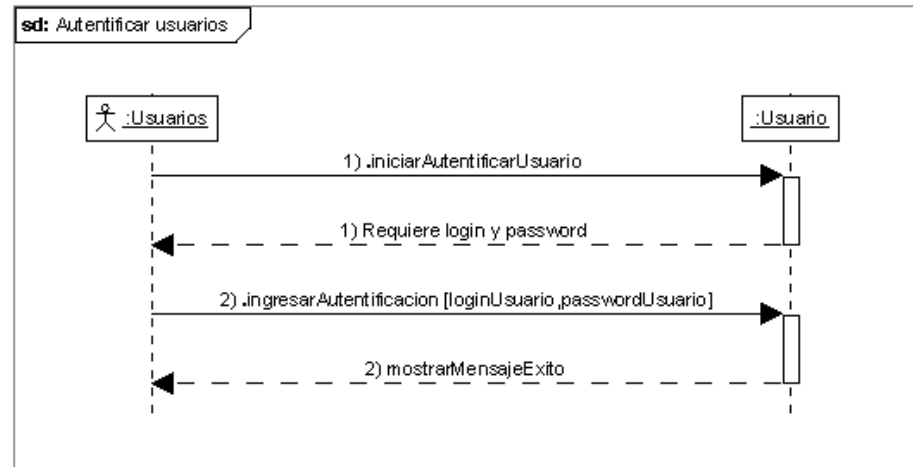 sd: Autentificar usuarios
:Usuarios
:Usuario
1) .iniciarAutentificarUsuario
1) Requiere login y password
2) .ingresarAutentificacion [loginUsuario,passwordUsuario]
2) mostrarMensajeExito